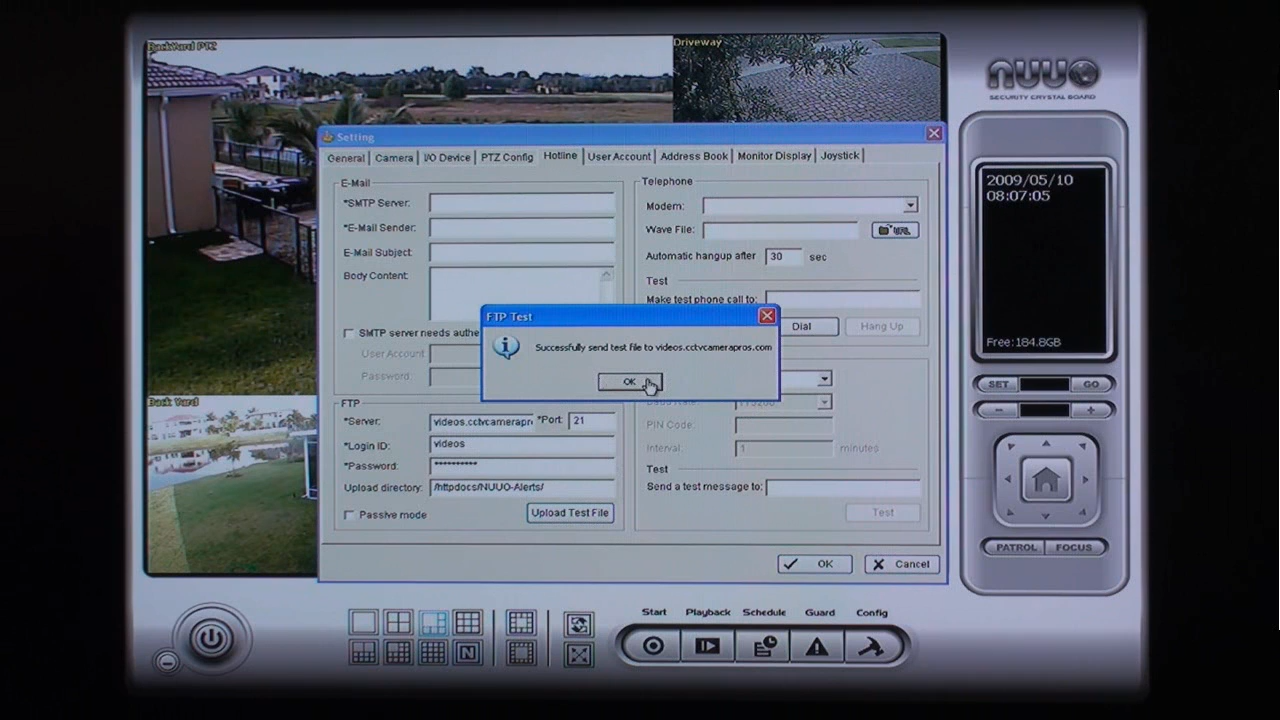 BackYard PTZ
Driveway
NUUO
SECURITY CRYSTAL BOARD
Setting
General Camera I/O Device PTZ Config Hotline User Account Address Book Monitor Display Joystick
2009/05/10
08:07:05
Free:184.8GB
E-Mail
*SMTP Server:
*E-Mail Sender:
E-Mail Subject:
Body Content:
SMTP server needs authe
User Account
Password:
Telephone
Modem:
Wave File:
URL
Automatic hangup after 30 sec
Test
Make test phone call to:
Dial Hang Up
FTP Test
Successfully send test file to videos.cctvcamerapros.com
OK
Back Yard
FTP
*Server: videos.cctvcamerapr *Port: 21
*Login ID: videos
*Password: **********
Upload directory: /httpdocs/NUUO-Alerts/
Passive mode Upload Test File
PIN Code:
Interval: 1 minutes
Test
Send a test message to:
Test
OK Cancel
SET GO
- +
PATROL FOCUS
Start Playback Schedule Guard Config
N